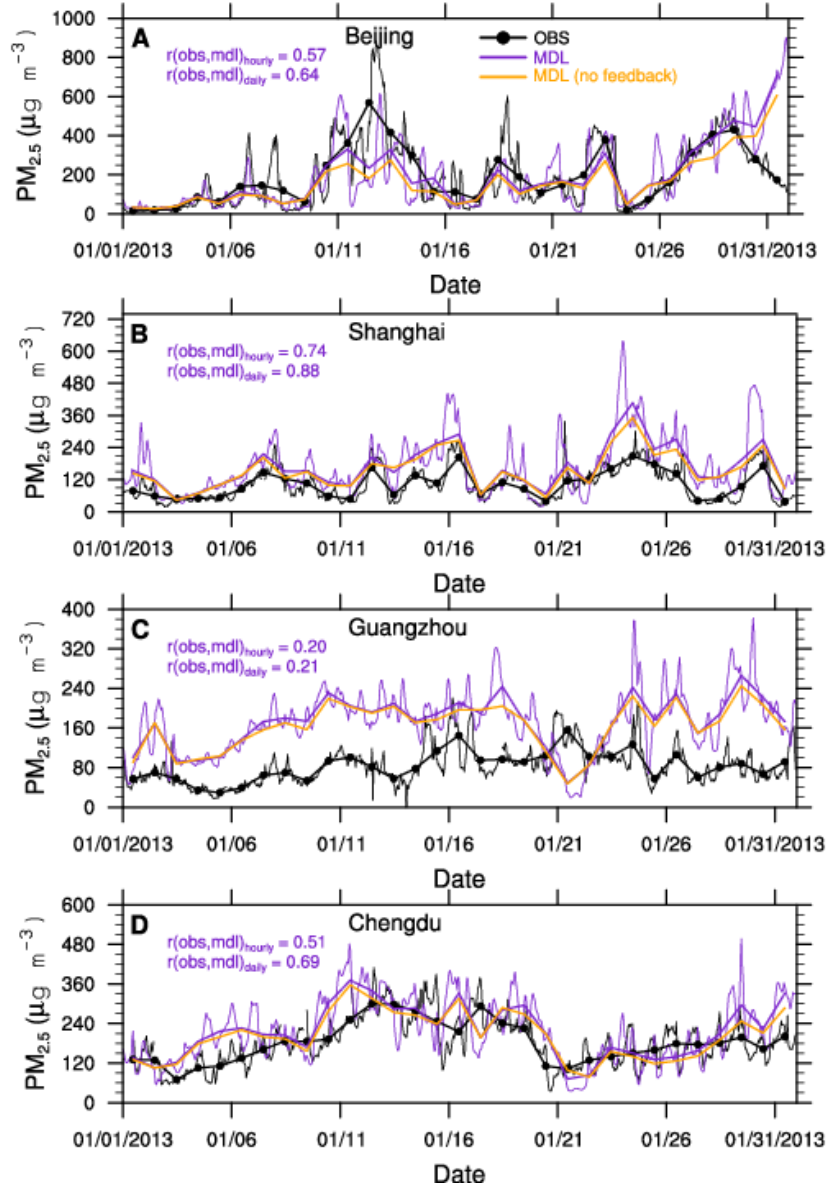 A
Beijing
r(obs,mdl)hourly = 0.57
r(obs,mdl)daily = 0.64
OBS
MDL
MDL (no feedback)
PM2.5 (μg m−3)
1000
800
600
400
200
0
01/01/2013 01/06 01/11 01/16 01/21 01/26 01/31/2013
Date
B
Shanghai
r(obs,mdl)hourly = 0.74
r(obs,mdl)daily = 0.88
PM2.5 (μg m−3)
720
600
480
360
240
120
0
01/01/2013 01/06 01/11 01/16 01/21 01/26 01/31/2013
Date
C
Guangzhou
r(obs,mdl)hourly = 0.20
r(obs,mdl)daily = 0.21
PM2.5 (μg m−3)
400
320
240
160
80
0
01/01/2013 01/06 01/11 01/16 01/21 01/26 01/31/2013
Date
D
Chengdu
r(obs,mdl)hourly = 0.51
r(obs,mdl)daily = 0.69
PM2.5 (μg m−3)
600
480
360
240
120
0
01/01/2013 01/06 01/11 01/16 01/21 01/26 01/31/2013
Date